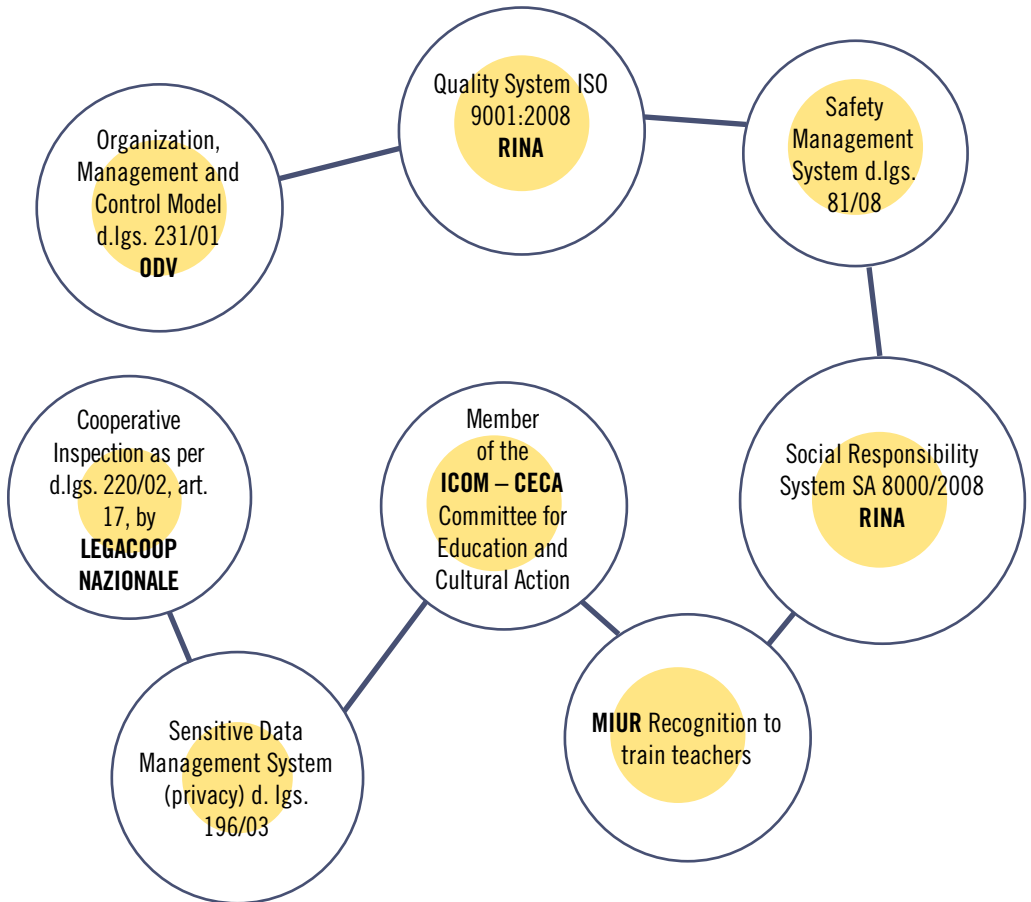 Organization,
Management and
Control Model
d.lgs. 231/01
ODV
Quality System ISO
9001:2008
RINA
Safety
Management
System d.lgs.
81/08
Social Responsibility
System SA 8000/2008
RINA
MIUR Recognition to
train teachers
Member
of the
ICOM – CECA
Committee for
Education and
Cultural Action
Sensitive Data
Management System
(privacy) d. lgs.
196/03
Cooperative
Inspection as per
d.lgs. 220/02, art.
17, by
LEGACOOP
NAZIONALE